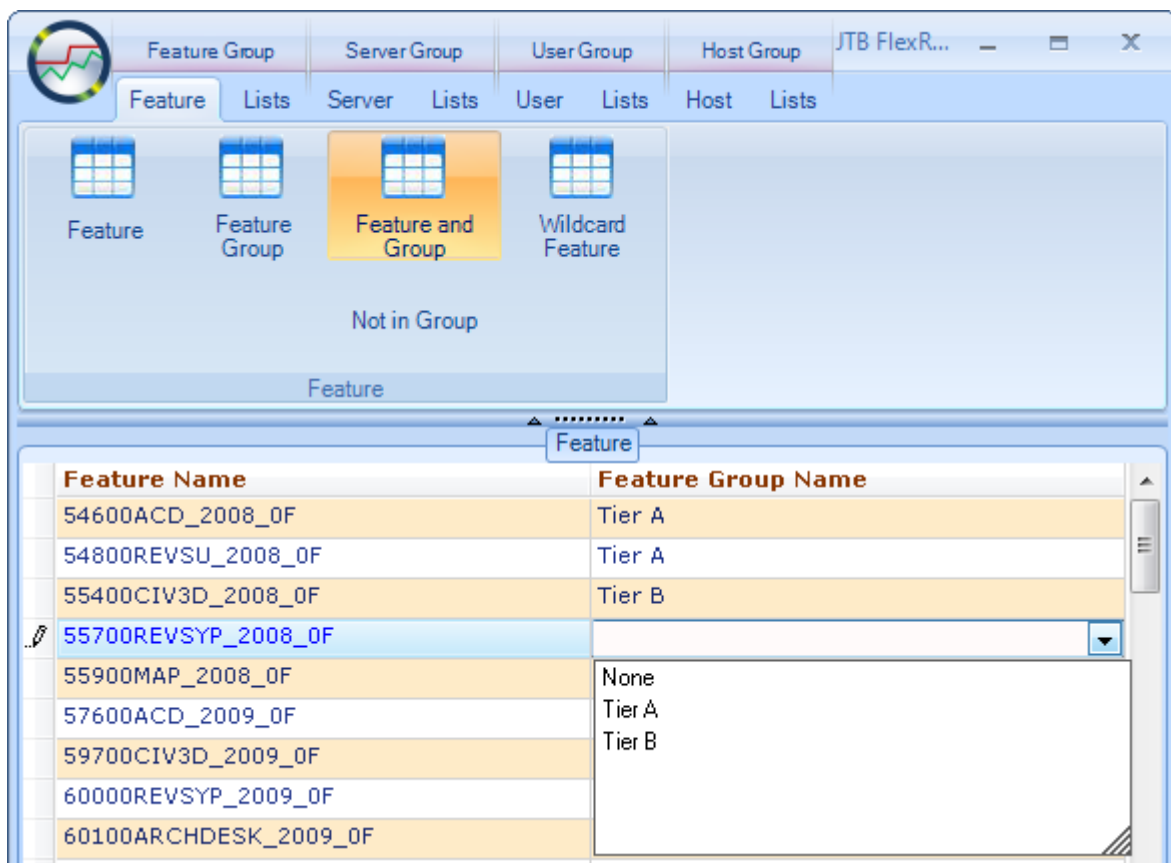 JTB FlexR...
Feature Group Server Group User Group Host Group
Feature Lists Server Lists User Lists Host Lists
Feature
Feature Group
Feature and Group
Wildcard Feature
Not in Group
Feature
Feature
Feature Name Feature Group Name
54600ACD_2008_0F Tier A
54800REVSU_2008_0F Tier A
55400CIV3D_2008_0F Tier B
55700REVSYP_2008_0F
55900MAP_2008_0F None
57600ACD_2009_0F Tier A
Tier B
59700CIV3D_2009_0F
60000REVSYP_2009_0F
60100ARCHDESK_2009_0F